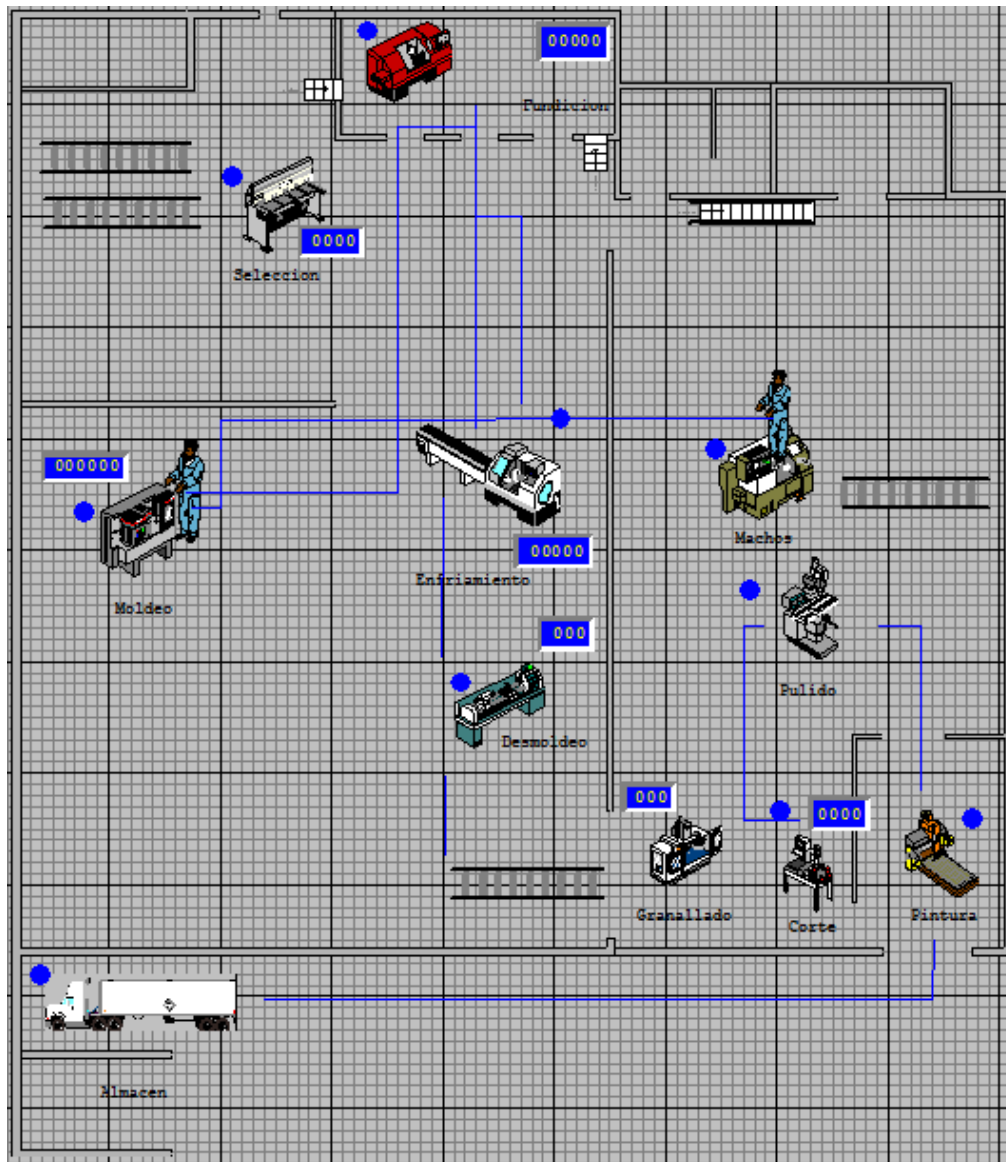 00000
Fundicion
0000
Seleccion
000000
Moldeo
00000
Enfriamiento
Machos
000
Desmoldeo
Pulido
000
Granallado
0000
Corte
Pintura
Almacen